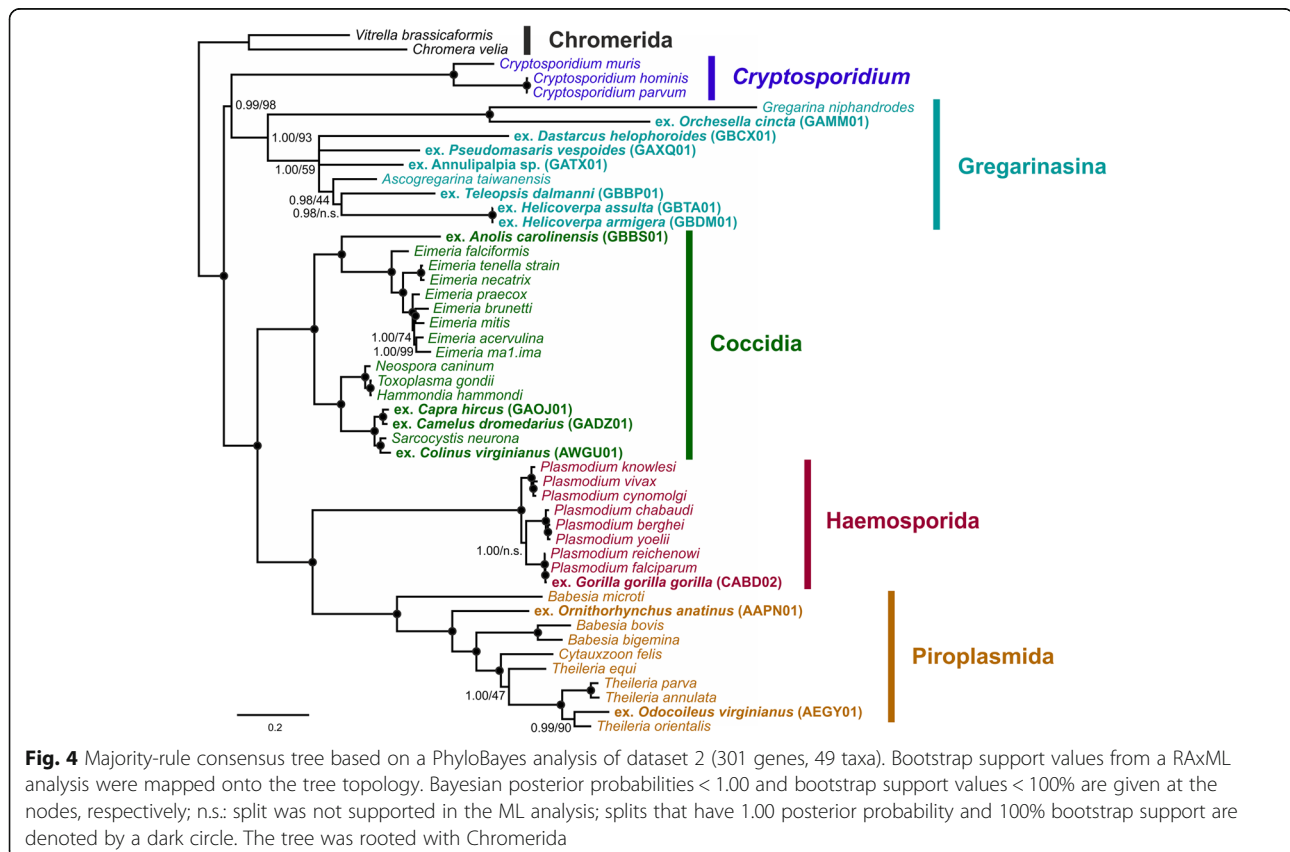 Vitrella brassicaformis
Chromera velia
Chromerida
Cryptosporidium muris
Cryptosporidium hominis
Cryptosporidium parvum
Cryptosporidium
0.99/98
Gregarina niphandrodes
ex. Orchesella cincta (GAMM01)
1.00/93
ex. Dastarcus helophoroides (GBCX01)
ex. Pseudomasaris vespoides (GAXQ01)
1.00/59
ex. Annulipalpia sp. (GATX01)
Ascogregarina taiwanensis
0.98/44
ex. Teleopsis dalmanni (GBBP01)
0.98/n.s.
ex. Helicoverpa assulta (GBTA01)
ex. Helicoverpa armigera (GBDM01)
Gregarinasina
ex. Anolis carolinensis (GBBS01)
Eimeria falciformis
Eimeria tenella strain
Eimeria necatrix
Eimeria praecox
Eimeria brunetti
Eimeria mitis
1.00/74
Eimeria acervulina
1.00/99
Eimeria ma1.ima
Coccidia
Neospora caninum
Toxoplasma gondii
Hammondia hammondi
ex. Capra hircus (GAOJ01)
ex. Camelus dromedarius (GADZ01)
Sarcocystis neurona
ex. Colinus virginianus (AWGU01)
Plasmodium knowlesi
Plasmodium vivax
Plasmodium cynomolgi
Plasmodium chabaudi
Plasmodium berghei
Plasmodium yoelii
1.00/n.s.
Plasmodium reichenowi
Plasmodium falciparum
ex. Gorilla gorilla gorilla (CABD02)
Haemosporida
Babesia microti
ex. Ornithorhynchus anatinus (AAPN01)
Babesia bovis
Babesia bigemina
Cytauxzoon felis
Theileria equi
1.00/47
Theileria parva
Theileria annulata
ex. Odocoileus virginianus (AEGY01)
0.99/90
Theileria orientalis
Piroplasmida
0.2
Fig. 4 Majority-rule consensus tree based on a PhyloBayes analysis of dataset 2 (301 genes, 49 taxa). Bootstrap support values from a RAxML
analysis were mapped onto the tree topology. Bayesian posterior probabilities < 1.00 and bootstrap support values < 100% are given at the
nodes, respectively; n.s.: split was not supported in the ML analysis; splits that have 1.00 posterior probability and 100% bootstrap support are
denoted by a dark circle. The tree was rooted with Chromerida